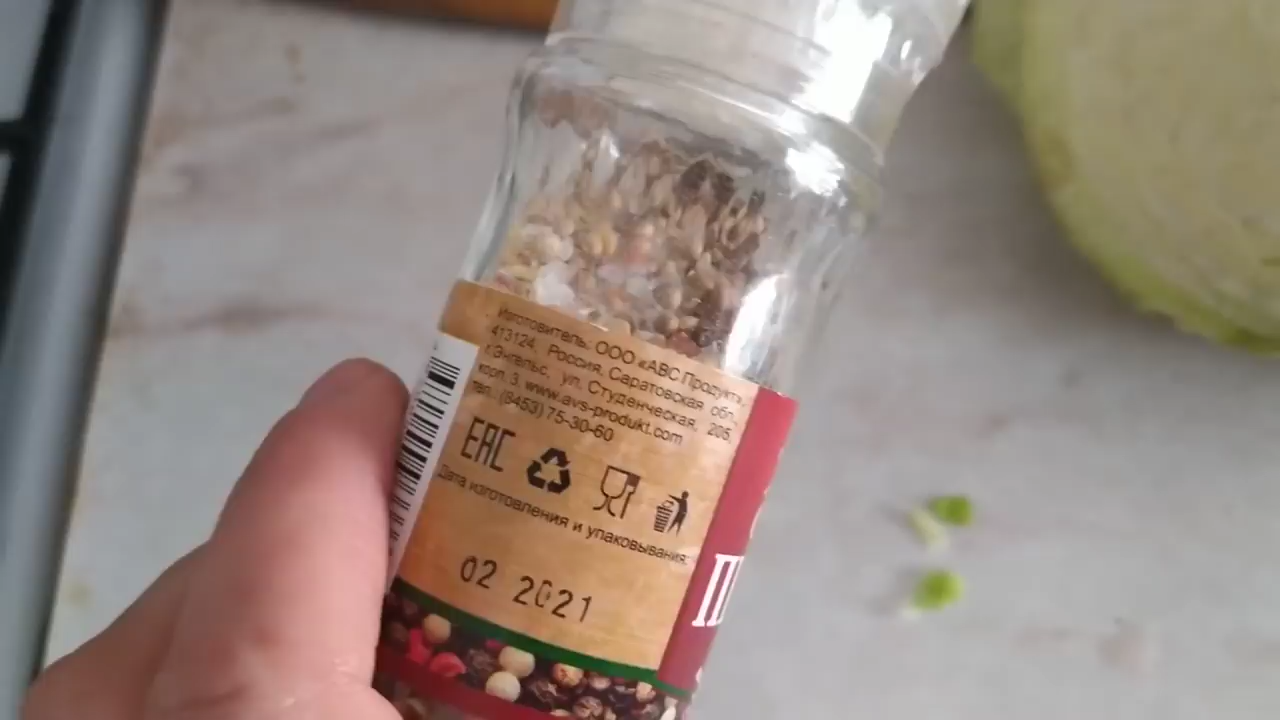 Изготовитель: ООО «АВС Продукт»,
413124, Россия, Саратовская обл.,
г.Энгельс, ул. Студенческая, 206,
корп. 3, www.avs-produkt.com
тел.: (8453) 75-30-60
ЕАС
Дата изготовления и упаковывания:
02 2021
П